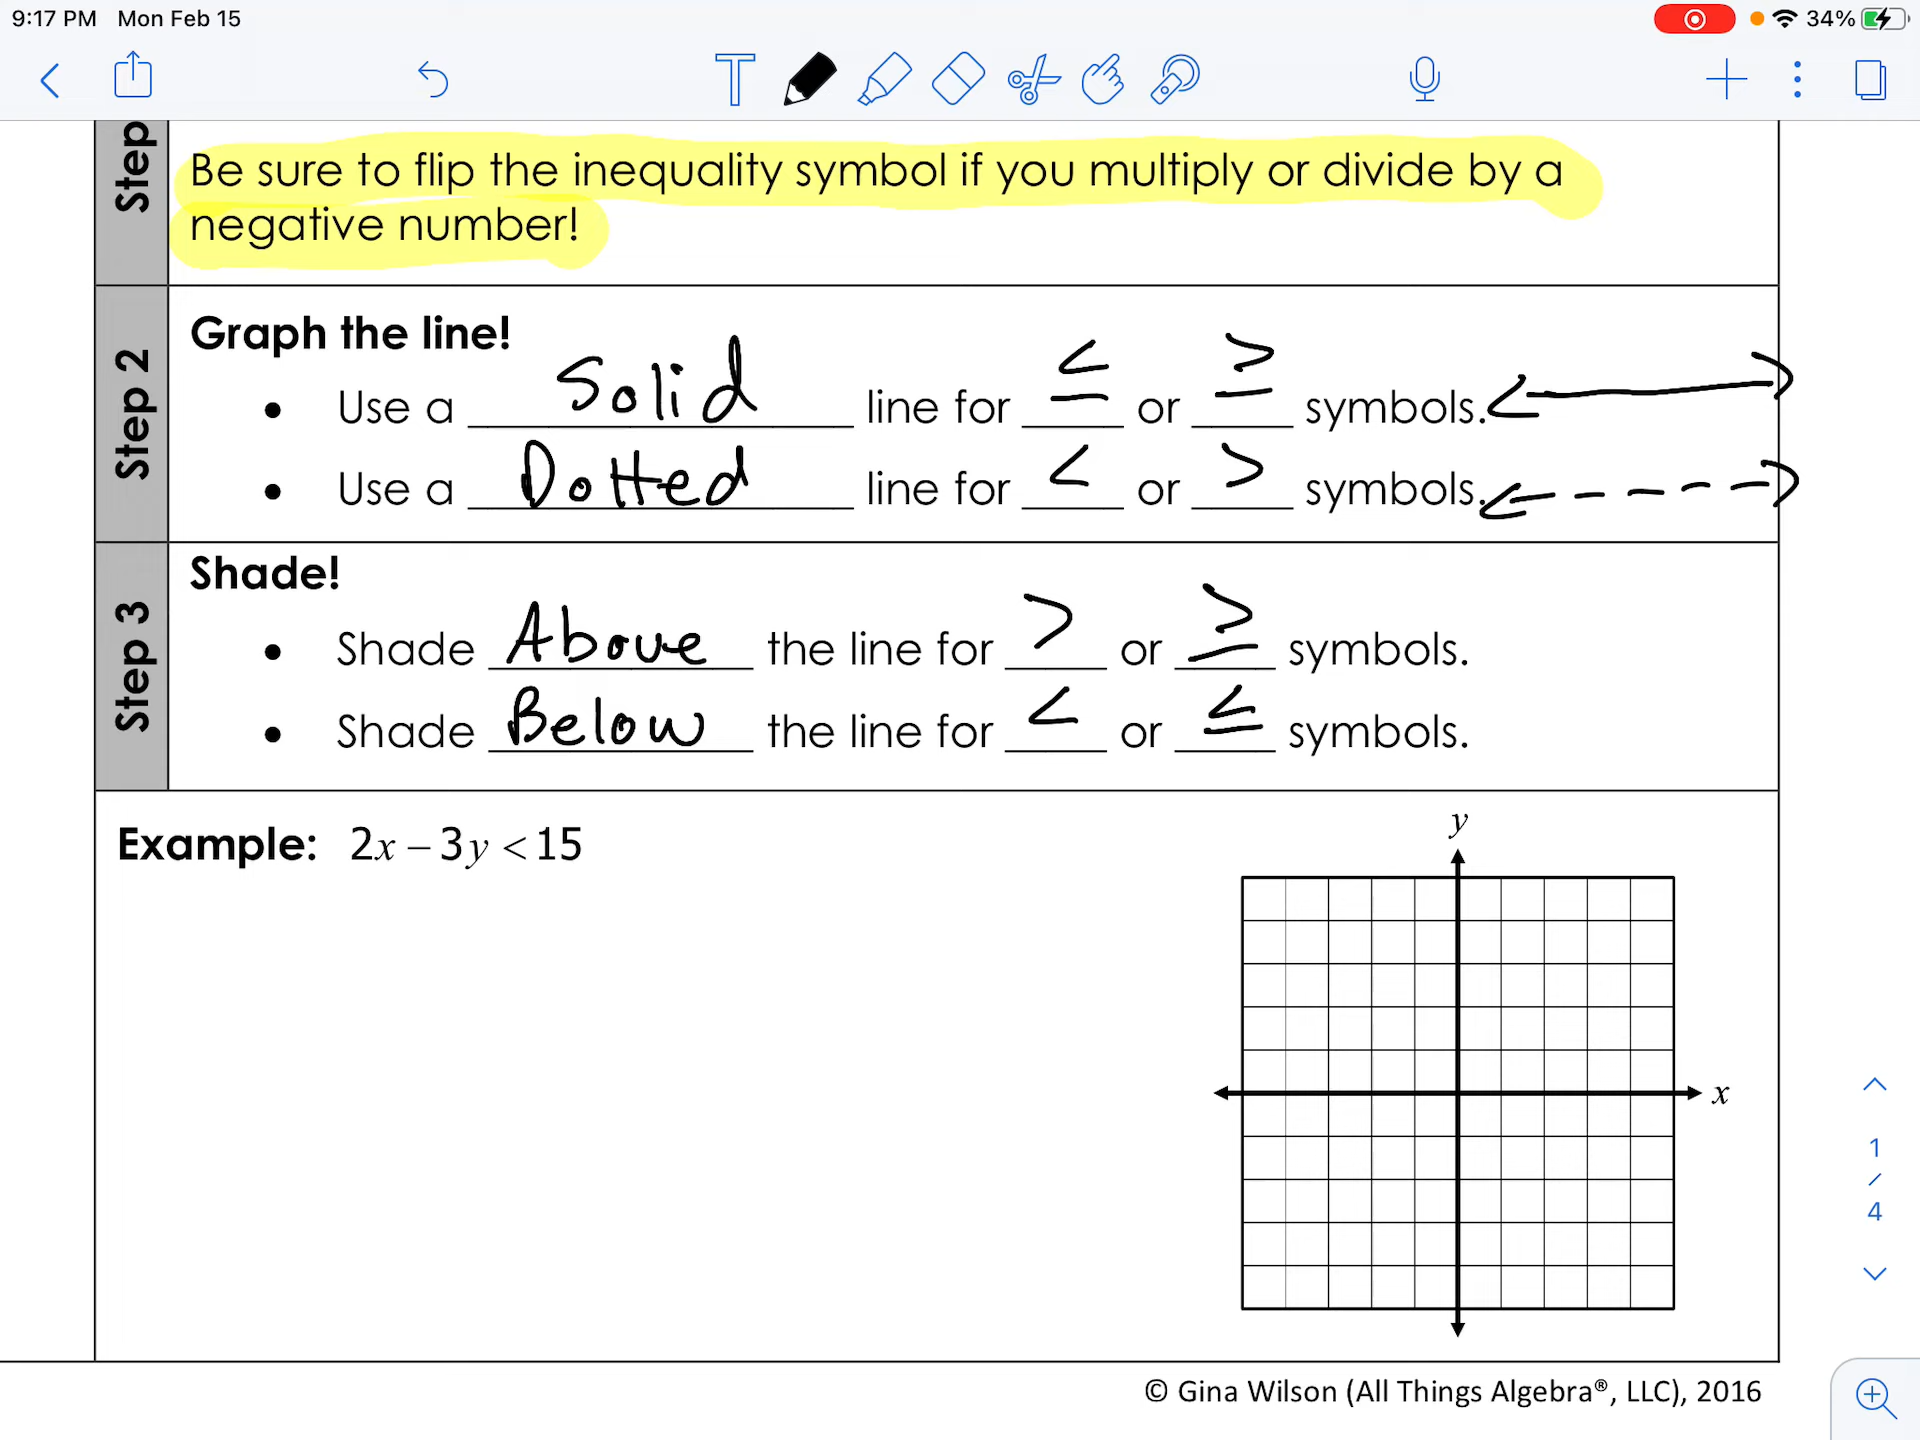 9:17 PM Mon Feb 15 34%
T
Step
Be sure to flip the inequality symbol if you multiply or divide by a
negative number!
Step 2
Graph the line!
• Use a Solid line for ≤ or ≥ symbols.
• Use a Dotted line for < or > symbols.
Step 3
Shade!
• Shade Above the line for > or ≥ symbols.
• Shade Below the line for < or ≤ symbols.
Example: 2x – 3y < 15
y
x
1
/
4
© Gina Wilson (All Things Algebra®, LLC), 2016